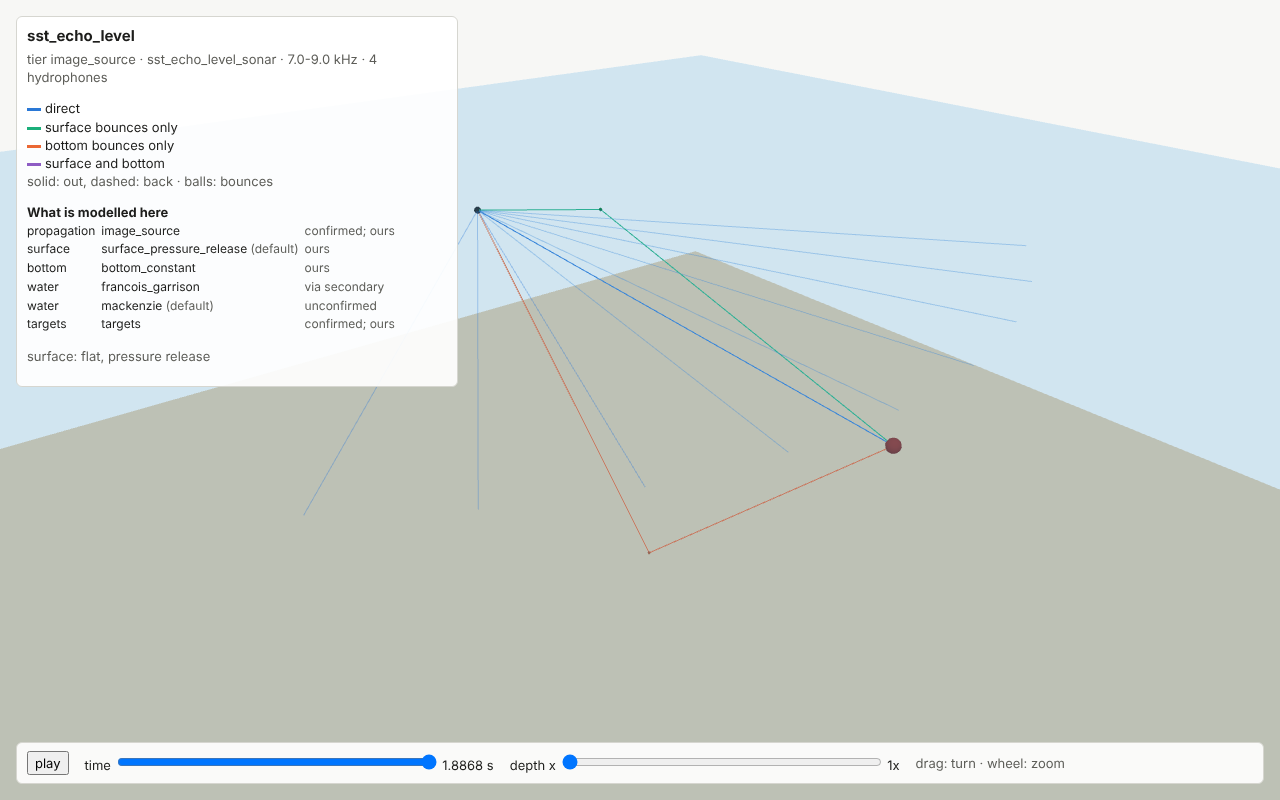 sst_echo_level
tier image_source · sst_echo_level_sonar · 7.0-9.0 kHz · 4
hydrophones
direct
surface bounces only
bottom bounces only
surface and bottom
solid: out, dashed: back · balls: bounces
What is modelled here
propagation image_source confirmed; ours
surface surface_pressure_release (default) ours
bottom bottom_constant ours
water francois_garrison via secondary
water mackenzie (default) unconfirmed
targets targets confirmed; ours
surface: flat, pressure release
play time 1.8868 s depth x 1x drag: turn · wheel: zoom